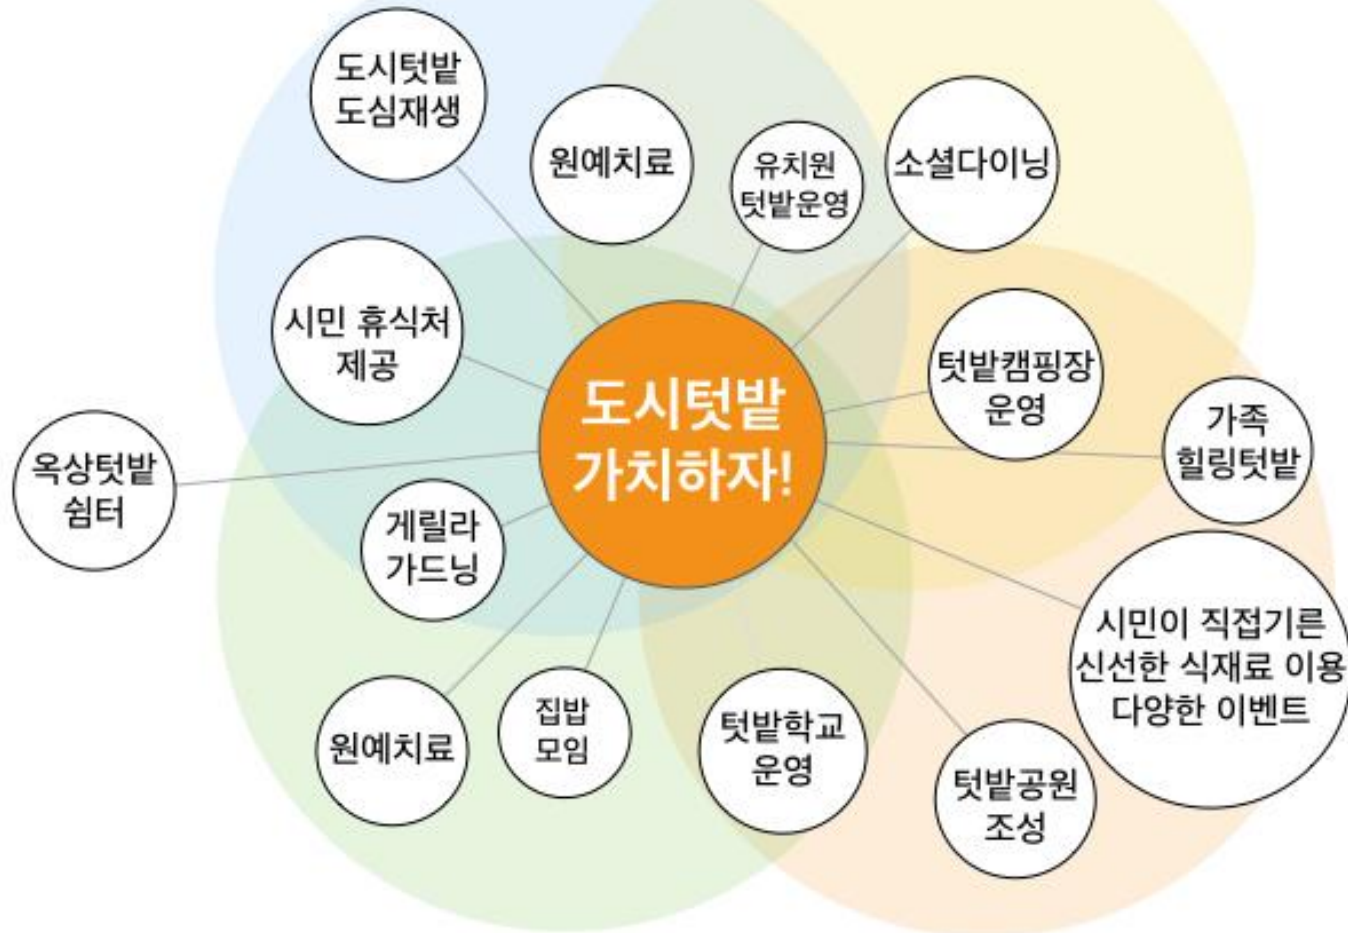 도시텃밭
도심재생
원예치료
유치원
텃밭운영
소셜다이닝
시민 휴식처
제공
텃밭캠핑장
운영
도시텃밭
가치하자!
가족
힐링텃밭
옥상텃밭
쉼터
게릴라
가드닝
시민이 직접기른
신선한 식재료 이용
다양한 이벤트
원예치료
집밥
모임
텃밭학교
운영
텃밭공원
조성